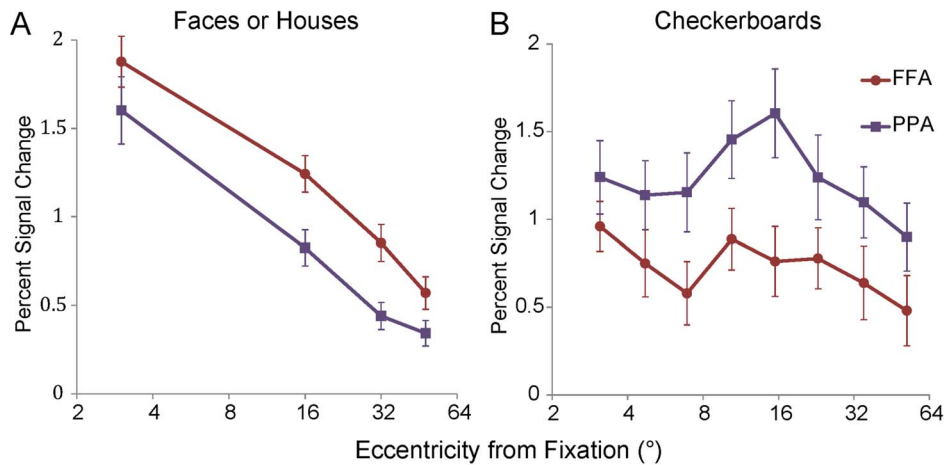 A
Faces or Houses
Percent Signal Change
2
1.5
1
0.5
0
2 4 8 16 32 64
B
Checkerboards
Percent Signal Change
2
1.5
1
0.5
0
2 4 8 16 32 64
FFA
PPA
Eccentricity from Fixation (°)